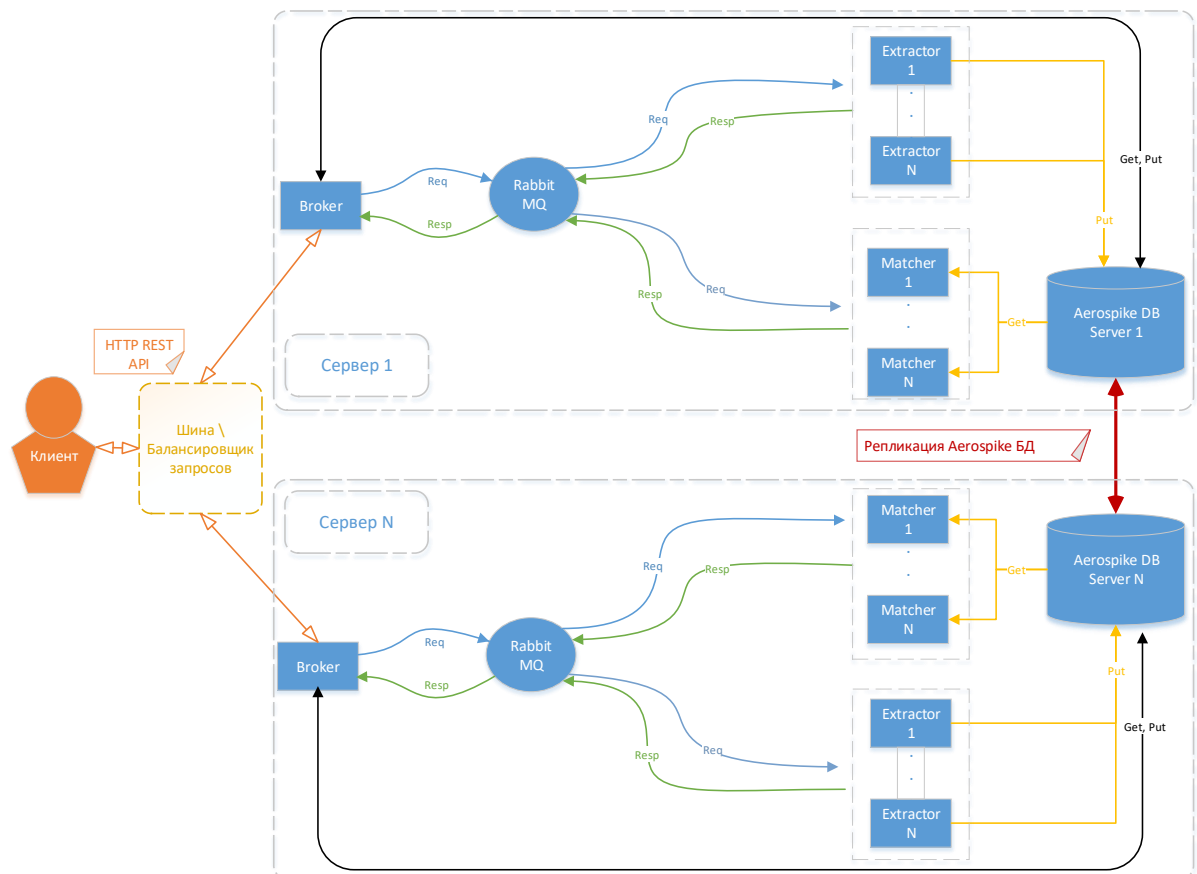 Extractor
1
Req
Resp
Extractor
N
Get, Put
Rabbit
MQ
Req
Broker
Resp
Put
Matcher
1
Req
Resp
Get
Aerospike DB
Server 1
HTTP REST
API
Сервер 1
Matcher
N
Шина \
Балансировщик
запросов
Клиент
Репликация Aerospike БД
Сервер N
Matcher
1
Req
Resp
Get
Aerospike DB
Server N
Matcher
N
Rabbit
MQ
Req
Broker
Resp
Put
Extractor
1
Req
Resp
Get, Put
Extractor
N